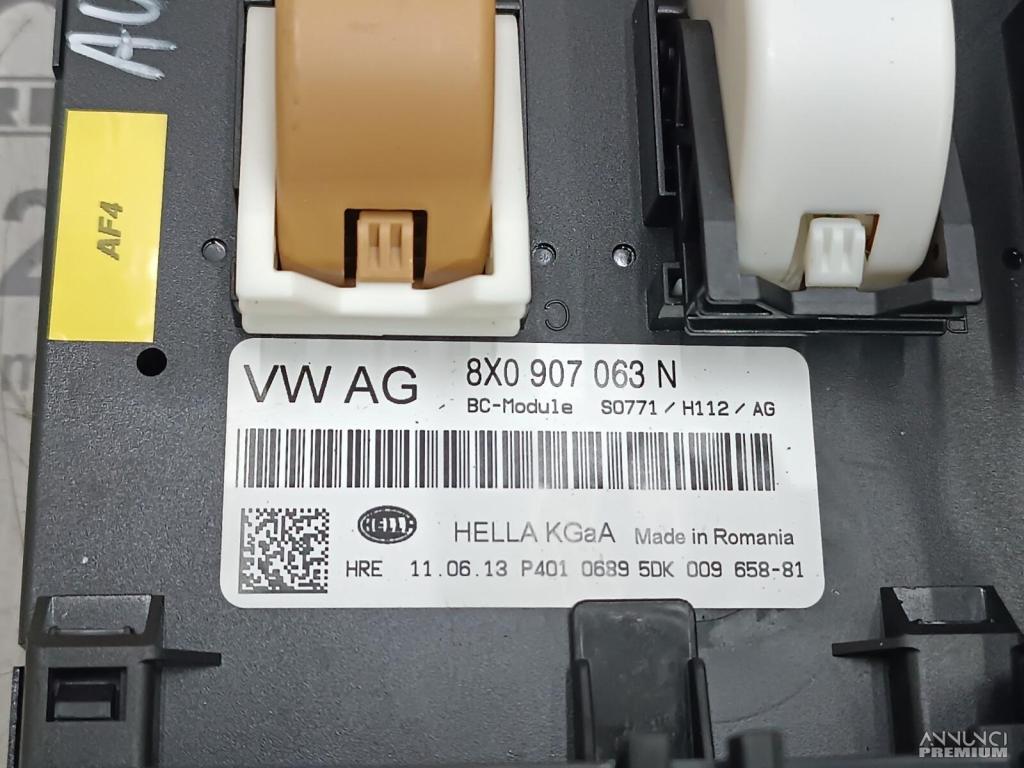 AF4
C
VW AG
8X0 907 063 N
BC-Module S0771 / H112 / AG
HELLA
HELLA KGaA Made in Romania
HRE 11.06.13 P401 0689 5DK 009 658-81
ANNUNCI
PREMIUM